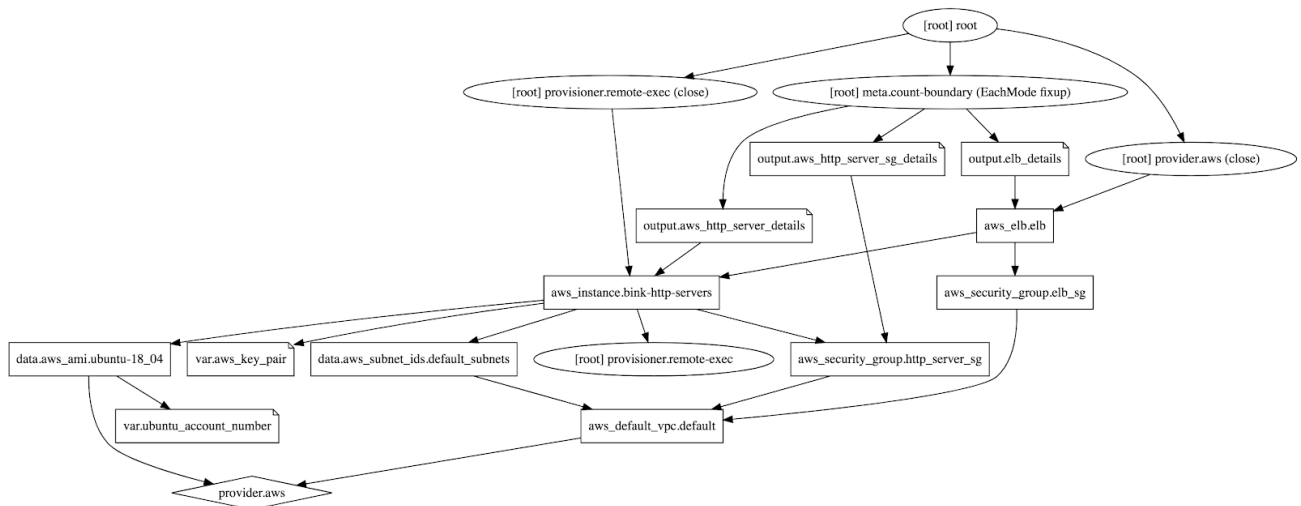 [root] root
[root] provisioner.remote-exec (close)
[root] meta.count-boundary (EachMode fixup)
output.aws_http_server_sg_details
output.elb_details
[root] provider.aws (close)
output.aws_http_server_details
aws_elb.elb
aws_instance.bink-http-servers
aws_security_group.elb_sg
data.aws_ami.ubuntu-18_04
var.aws_key_pair
data.aws_subnet_ids.default_subnets
[root] provisioner.remote-exec
aws_security_group.http_server_sg
var.ubuntu_account_number
aws_default_vpc.default
provider.aws